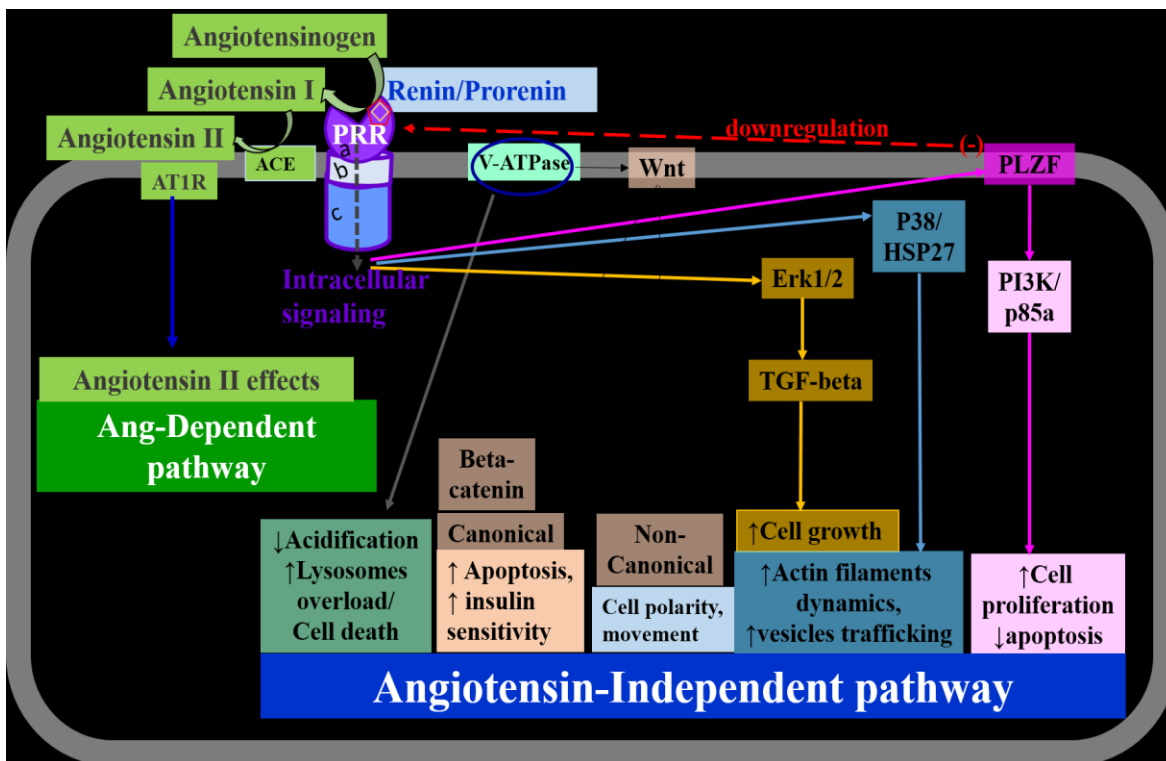 Angiotensinogen
Angiotensin I
Renin/Prorenin
Angiotensin II
PRR
a
b
c
ACE
AT1R
V-ATPase
Wnt
downregulation
(-)
PLZF
P38/
HSP27
Erk1/2
PI3K/
p85a
Intracellular
signaling
TGF-beta
Angiotensin II effects
Ang-Dependent
pathway
Beta-
catenin
Canonical
Non-
Canonical
↓Acidification
↑Lysosomes
overload/
Cell death
↑ Apoptosis,
↑ insulin
sensitivity
Cell polarity,
movement
↑Cell growth
↑Actin filaments
dynamics,
↑vesicles trafficking
↑Cell
proliferation
↓apoptosis
Angiotensin-Independent pathway